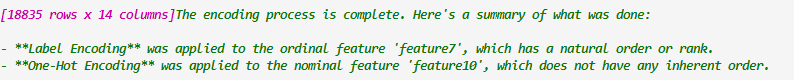 [18835 rows x 14 columns]The encoding process is complete. Here's a summary of what was done:
- **Label Encoding** was applied to the ordinal feature 'feature7', which has a natural order or rank.
- **One-Hot Encoding** was applied to the nominal feature 'feature10', which does not have any inherent order.